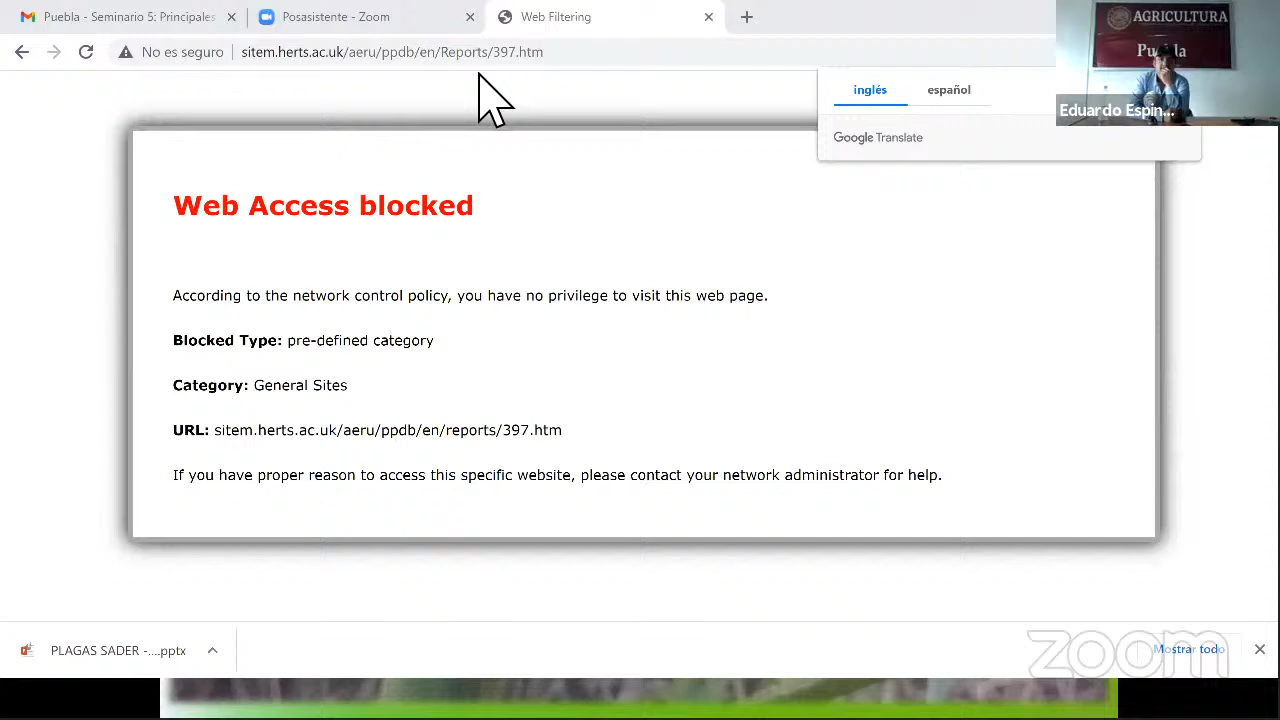 Puebla - Seminario 5: Principales
Posasistente - Zoom
Web Filtering
No es seguro
sitem.herts.ac.uk/aeru/ppdb/en/Reports/397.htm
inglés
español
Google Translate
AGRICULTURA
Puebla
Eduardo Espin...
Web Access blocked
According to the network control policy, you have no privilege to visit this web page.
Blocked Type: pre-defined category
Category: General Sites
URL: sitem.herts.ac.uk/aeru/ppdb/en/reports/397.htm
If you have proper reason to access this specific website, please contact your network administrator for help.
PLAGAS SADER -....pptx
Mostrar todo
zoom